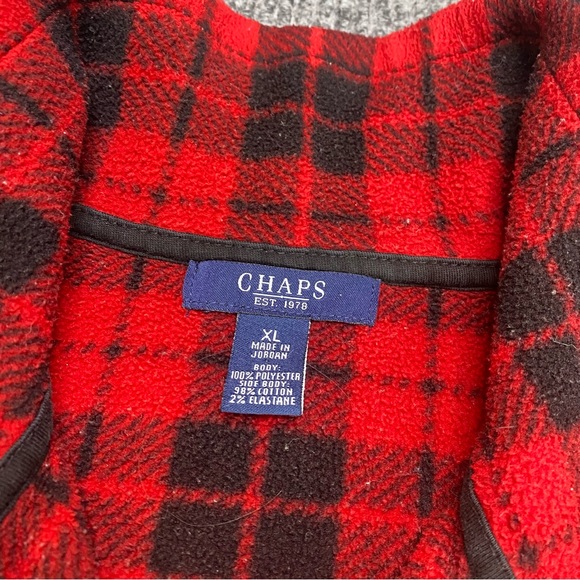 CHAPS
EST. 1978
XL
MADE IN
JORDAN
BODY:
100% POLYESTER
SIDE BODY:
98% COTTON
2% ELASTANE